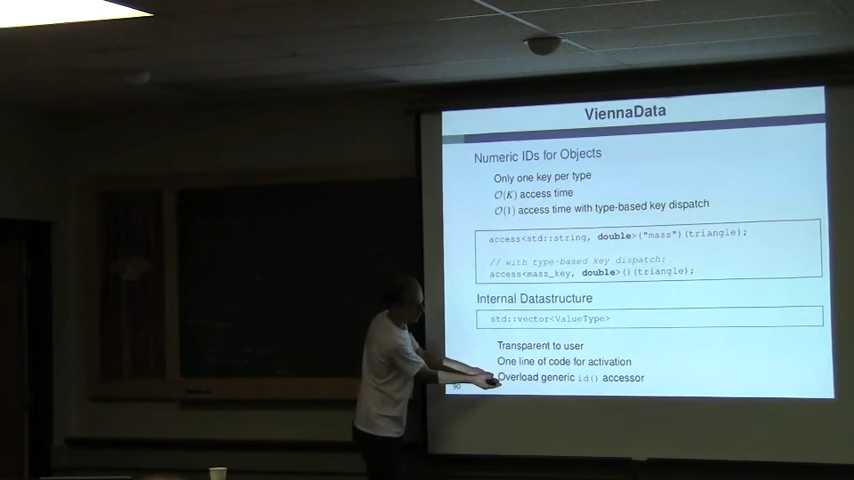 ViennaData
Numeric IDs for Objects
Only one key per type
O(K) access time
O(1) access time with type-based key dispatch
access<std::string, double>("mass")(triangle);
// with type-based key dispatch:
access<mass_key, double>()(triangle);
Internal Datastructure
std::vector<ValueType>
Transparent to user
One line of code for activation
Overload generic id() accessor
90